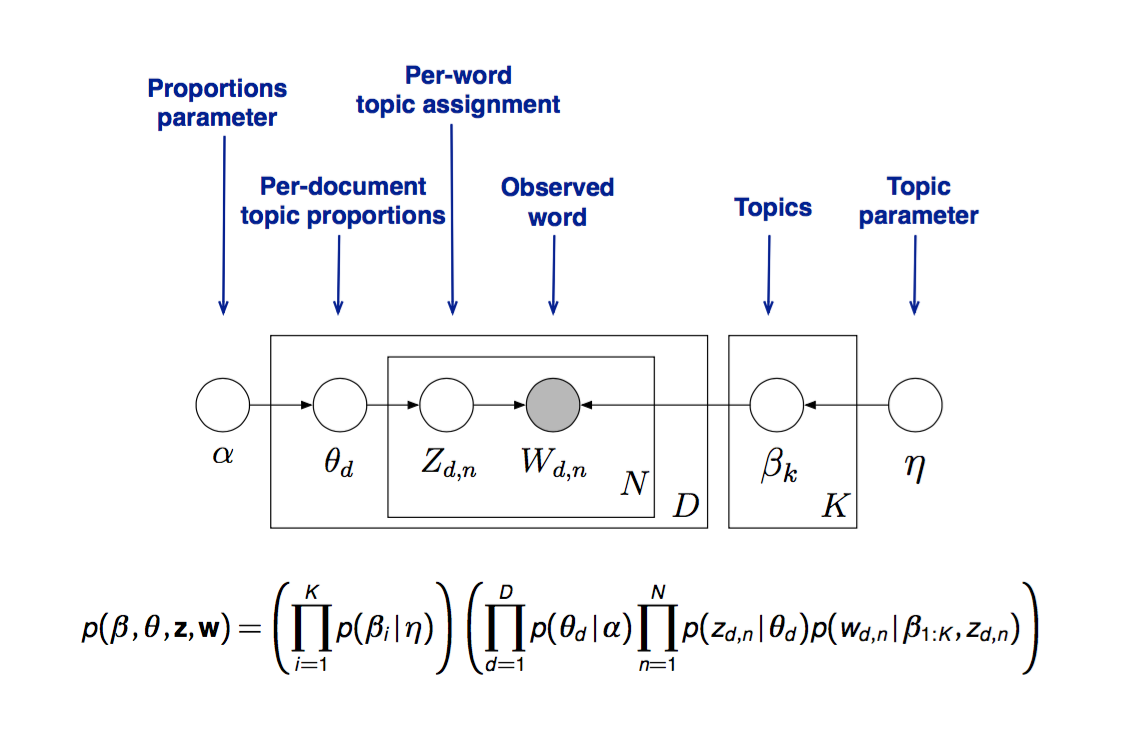 Proportions
parameter
Per-word
topic assignment
Per-document
topic proportions
Observed
word
Topics
Topic
parameter
α
θ_d
Z_{d,n}
W_{d,n}
N
D
β_k
K
η
p(β, θ, z, w) = (∏_{i=1}^{K} p(β_i | η)) (∏_{d=1}^{D} p(θ_d | α) ∏_{n=1}^{N} p(z_{d,n} | θ_d) p(w_{d,n} | β_{1:K}, z_{d,n}))